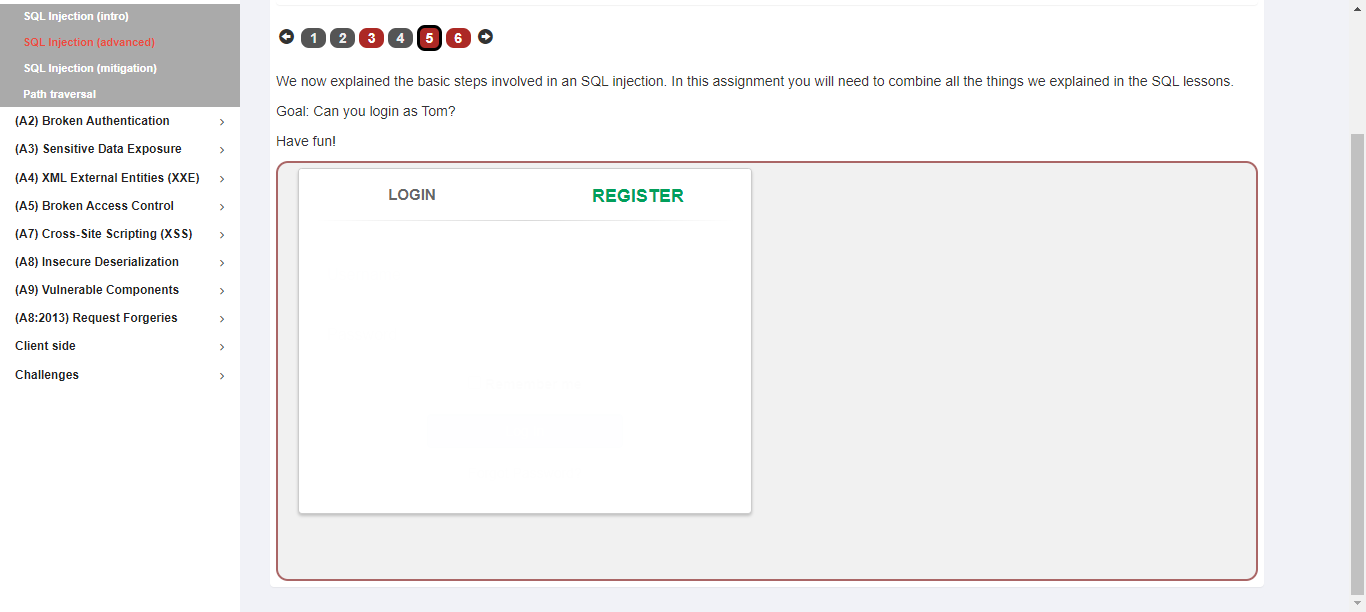 SQL Injection (intro)
SQL Injection (advanced)
SQL Injection (mitigation)
Path traversal
(A2) Broken Authentication
(A3) Sensitive Data Exposure
(A4) XML External Entities (XXE)
(A5) Broken Access Control
(A7) Cross-Site Scripting (XSS)
(A8) Insecure Deserialization
(A9) Vulnerable Components
(A8:2013) Request Forgeries
Client side
Challenges
1 2 3 4 5 6
We now explained the basic steps involved in an SQL injection. In this assignment you will need to combine all the things we explained in the SQL lessons.
Goal: Can you login as Tom?
Have fun!
LOGIN REGISTER